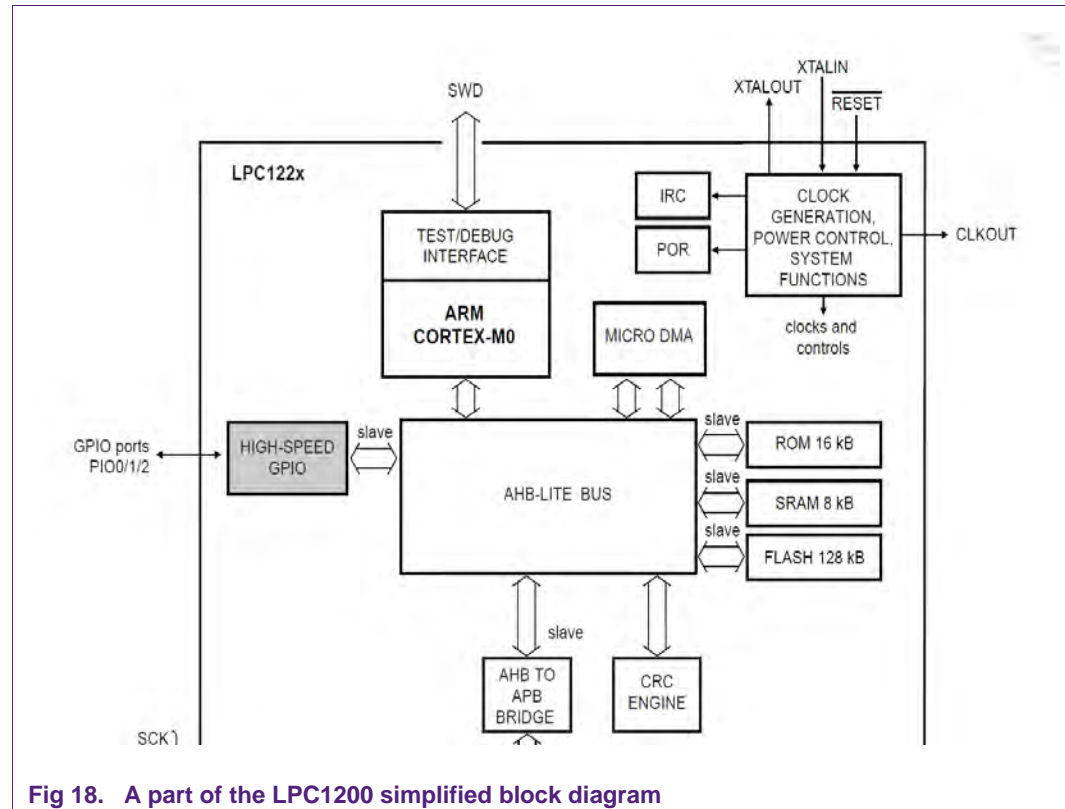 XTALIN
XTALOUT
RESET
SWD
LPC122x
IRC
POR
CLOCK
GENERATION,
POWER CONTROL,
SYSTEM
FUNCTIONS
CLKOUT
TEST/DEBUG
INTERFACE
ARM
CORTEX-M0
MICRO DMA
clocks and
controls
GPIO ports
PIO0/1/2
HIGH-SPEED
GPIO
slave
AHB-LITE BUS
slave
ROM 16 kB
slave
SRAM 8 kB
slave
FLASH 128 kB
slave
AHB TO
APB
BRIDGE
CRC
ENGINE
SCK
Fig 18. A part of the LPC1200 simplified block diagram